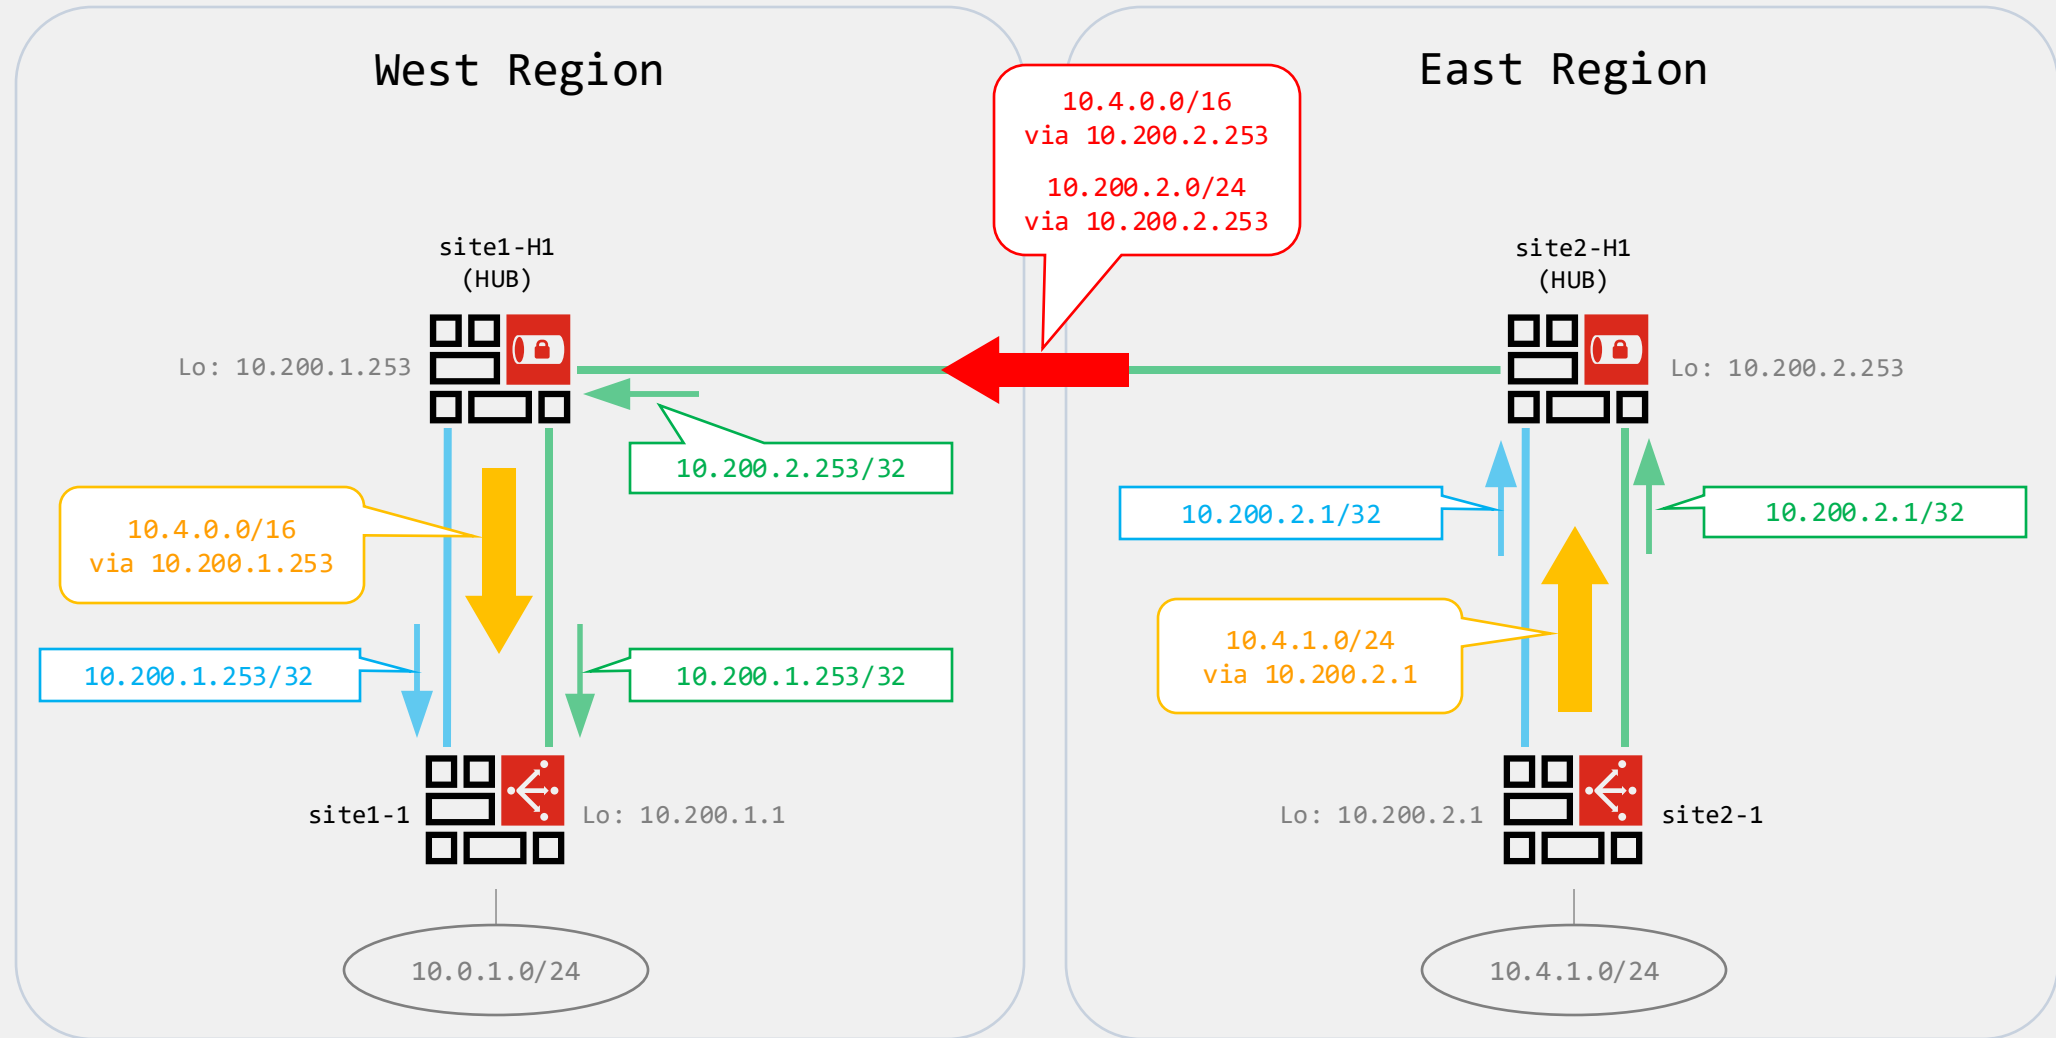 West Region
East Region
10.4.0.0/16
via 10.200.2.253
10.200.2.0/24
via 10.200.2.253
site1-H1
(HUB)
site2-H1
(HUB)
Lo: 10.200.1.253
Lo: 10.200.2.253
10.200.2.253/32
10.4.0.0/16
via 10.200.1.253
10.200.2.1/32
10.200.2.1/32
10.200.1.253/32
10.200.1.253/32
10.4.1.0/24
via 10.200.2.1
site1-1
Lo: 10.200.1.1
Lo: 10.200.2.1
site2-1
10.0.1.0/24
10.4.1.0/24